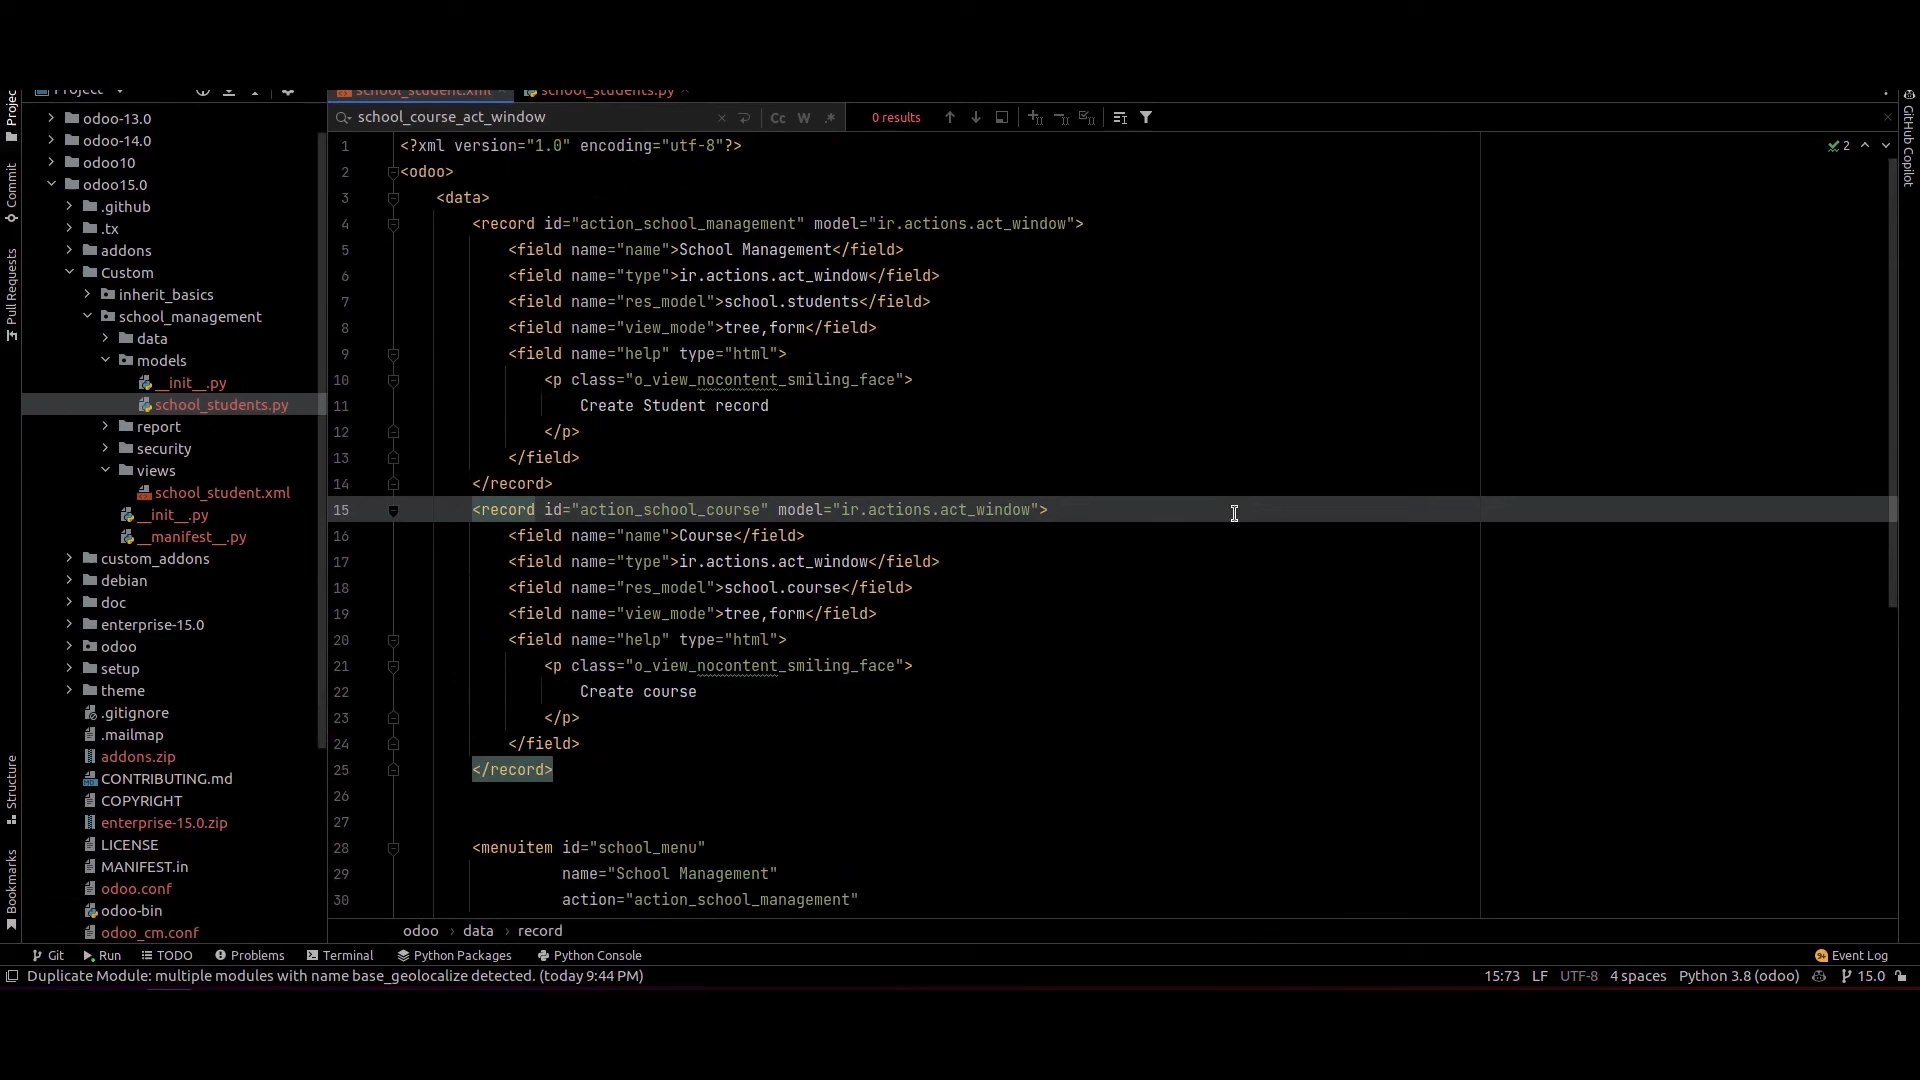 Project
school_student.xml
school_students.py
Project
Commit
Pull Requests
Structure
Bookmarks
GitHub Copilot
odoo-13.0
odoo-14.0
odoo10
odoo15.0
.github
.tx
addons
Custom
inherit_basics
school_management
data
models
__init__.py
school_students.py
report
security
views
school_student.xml
__init__.py
__manifest__.py
custom_addons
debian
doc
enterprise-15.0
odoo
setup
theme
.gitignore
.mailmap
addons.zip
CONTRIBUTING.md
COPYRIGHT
enterprise-15.0.zip
LICENSE
MANIFEST.in
odoo.conf
odoo-bin
odoo_cm.conf
school_course_act_window
Cc W .* 0 results
2
1 <?xml version="1.0" encoding="utf-8"?>
2 <odoo>
3 <data>
4 <record id="action_school_management" model="ir.actions.act_window">
5 <field name="name">School Management</field>
6 <field name="type">ir.actions.act_window</field>
7 <field name="res_model">school.students</field>
8 <field name="view_mode">tree,form</field>
9 <field name="help" type="html">
10 <p class="o_view_nocontent_smiling_face">
11 Create Student record
12 </p>
13 </field>
14 </record>
15 <record id="action_school_course" model="ir.actions.act_window">
16 <field name="name">Course</field>
17 <field name="type">ir.actions.act_window</field>
18 <field name="res_model">school.course</field>
19 <field name="view_mode">tree,form</field>
20 <field name="help" type="html">
21 <p class="o_view_nocontent_smiling_face">
22 Create course
23 </p>
24 </field>
25 </record>
26
27
28 <menuitem id="school_menu"
29 name="School Management"
30 action="action_school_management"
odoo › data › record
Git Run TODO Problems Terminal Python Packages Python Console Event Log
Duplicate Module: multiple modules with name base_geolocalize detected. (today 9:44 PM) 15:73 LF UTF-8 4 spaces Python 3.8 (odoo) 15.0